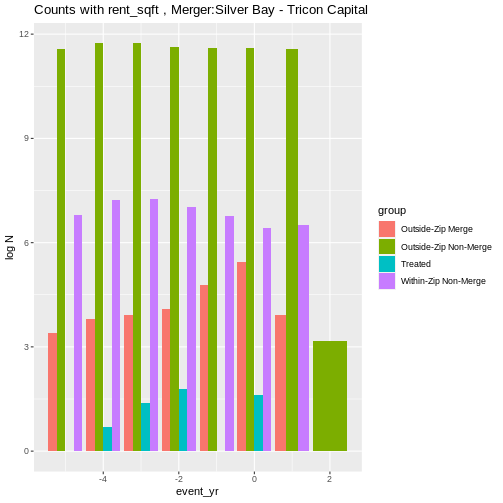 Counts with rent_sqft , Merger:Silver Bay - Tricon Capital
log N
12
9
6
3
0
-4
-2
0
2
event_yr
group
Outside-Zip Merge
Outside-Zip Non-Merge
Treated
Within-Zip Non-Merge